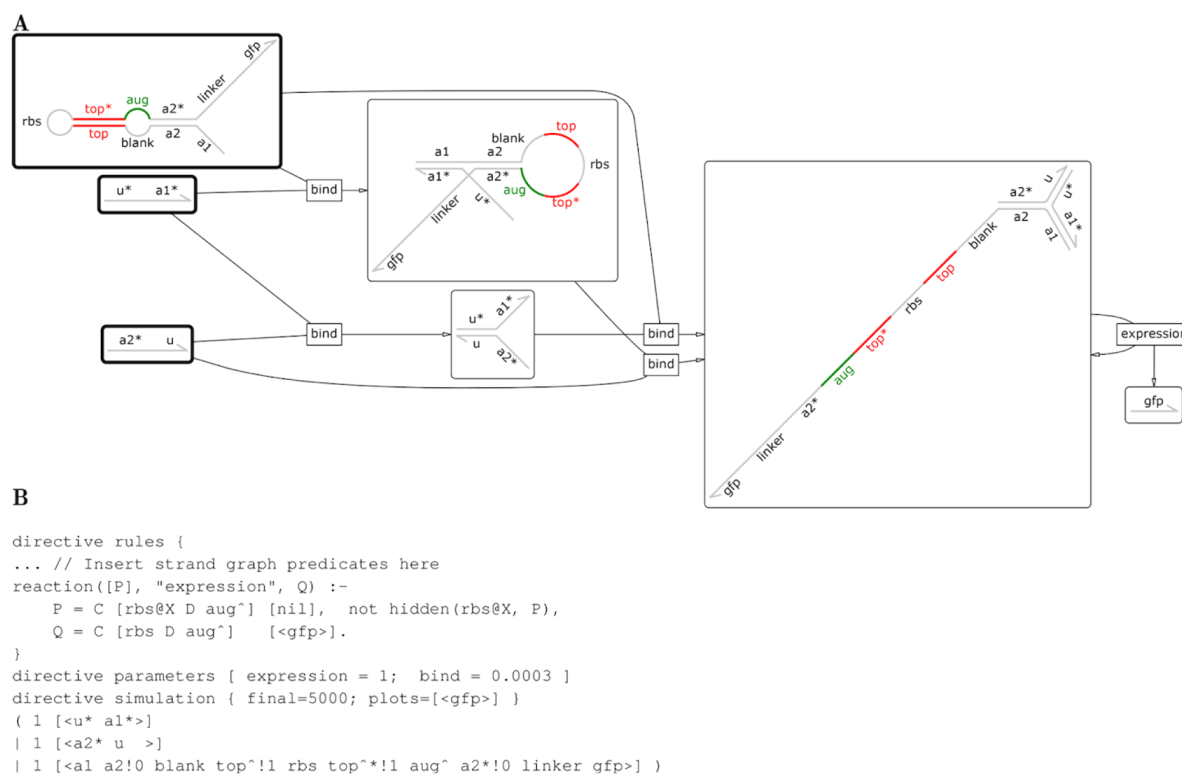 A
gfp
linker
aug
top* a2*
rbs
top a2
blank a1
u* a1*
bind
top
blank
a1 a2
rbs
a1* a2*
aug
linker u* top*
gfp
a2* u
bind
u* a1*
u a2*
bind
bind
a2* u u*
a2 a1 a1*
blank
top
rbs
top*
aug
a2*
linker
gfp
expression
gfp
B
directive rules {
... // Insert strand graph predicates here
reaction([P], "expression", Q) :-
P = C [rbs@X D aug^] [nil], not hidden(rbs@X, P),
Q = C [rbs D aug^] [<gfp>].
}
directive parameters [ expression = 1; bind = 0.0003 ]
directive simulation { final=5000; plots=[<gfp>] }
( 1 [<u* a1*>]
| 1 [<a2* u >]
| 1 [<a1 a2!0 blank top^!1 rbs top^*!1 aug^ a2*!0 linker gfp>] )